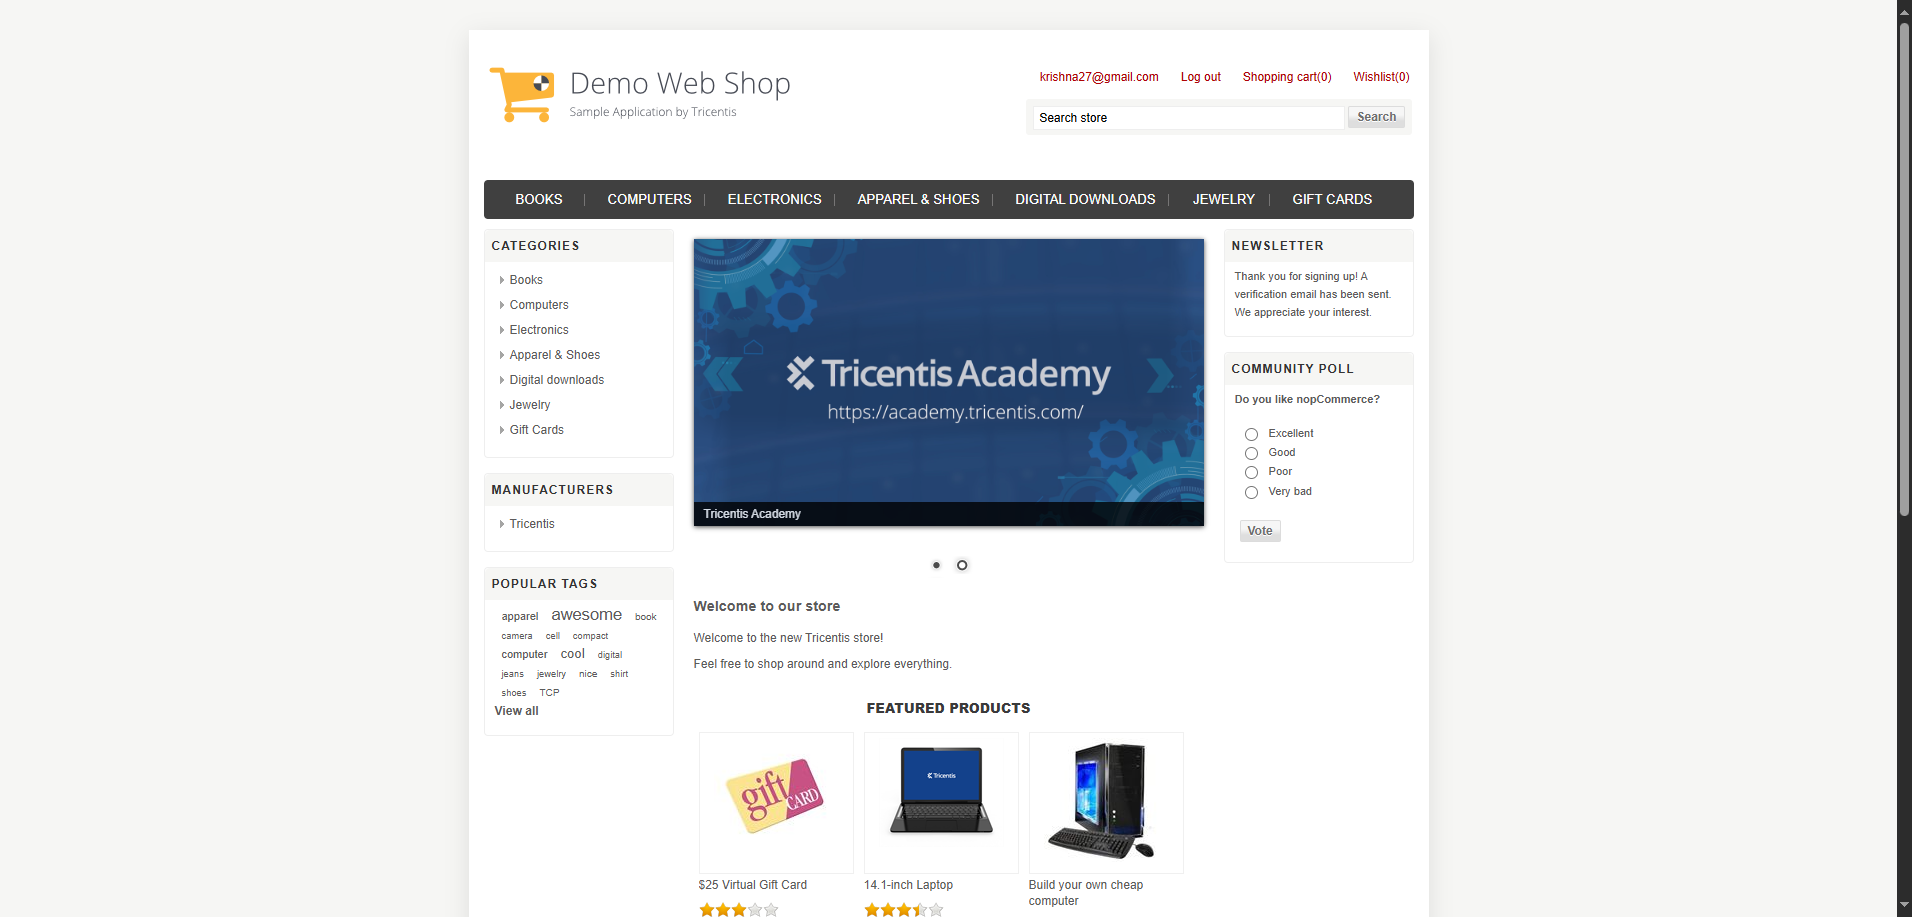 Demo Web Shop
Sample Application by Tricentis
krishna27@gmail.com Log out Shopping cart(0) Wishlist(0)
Search store Search
BOOKS COMPUTERS ELECTRONICS APPAREL & SHOES DIGITAL DOWNLOADS JEWELRY GIFT CARDS
CATEGORIES
Books
Computers
Electronics
Apparel & Shoes
Digital downloads
Jewelry
Gift Cards
MANUFACTURERS
Tricentis
POPULAR TAGS
apparel awesome book
camera cell compact
computer cool digital
jeans jewelry nice shirt
shoes TCP
View all
Tricentis Academy
https://academy.tricentis.com/
Tricentis Academy
Welcome to our store
Welcome to the new Tricentis store!
Feel free to shop around and explore everything.
FEATURED PRODUCTS
gift CARD
Tricentis
$25 Virtual Gift Card
14.1-inch Laptop
Build your own cheap
computer
NEWSLETTER
Thank you for signing up! A
verification email has been sent.
We appreciate your interest.
COMMUNITY POLL
Do you like nopCommerce?
Excellent
Good
Poor
Very bad
Vote